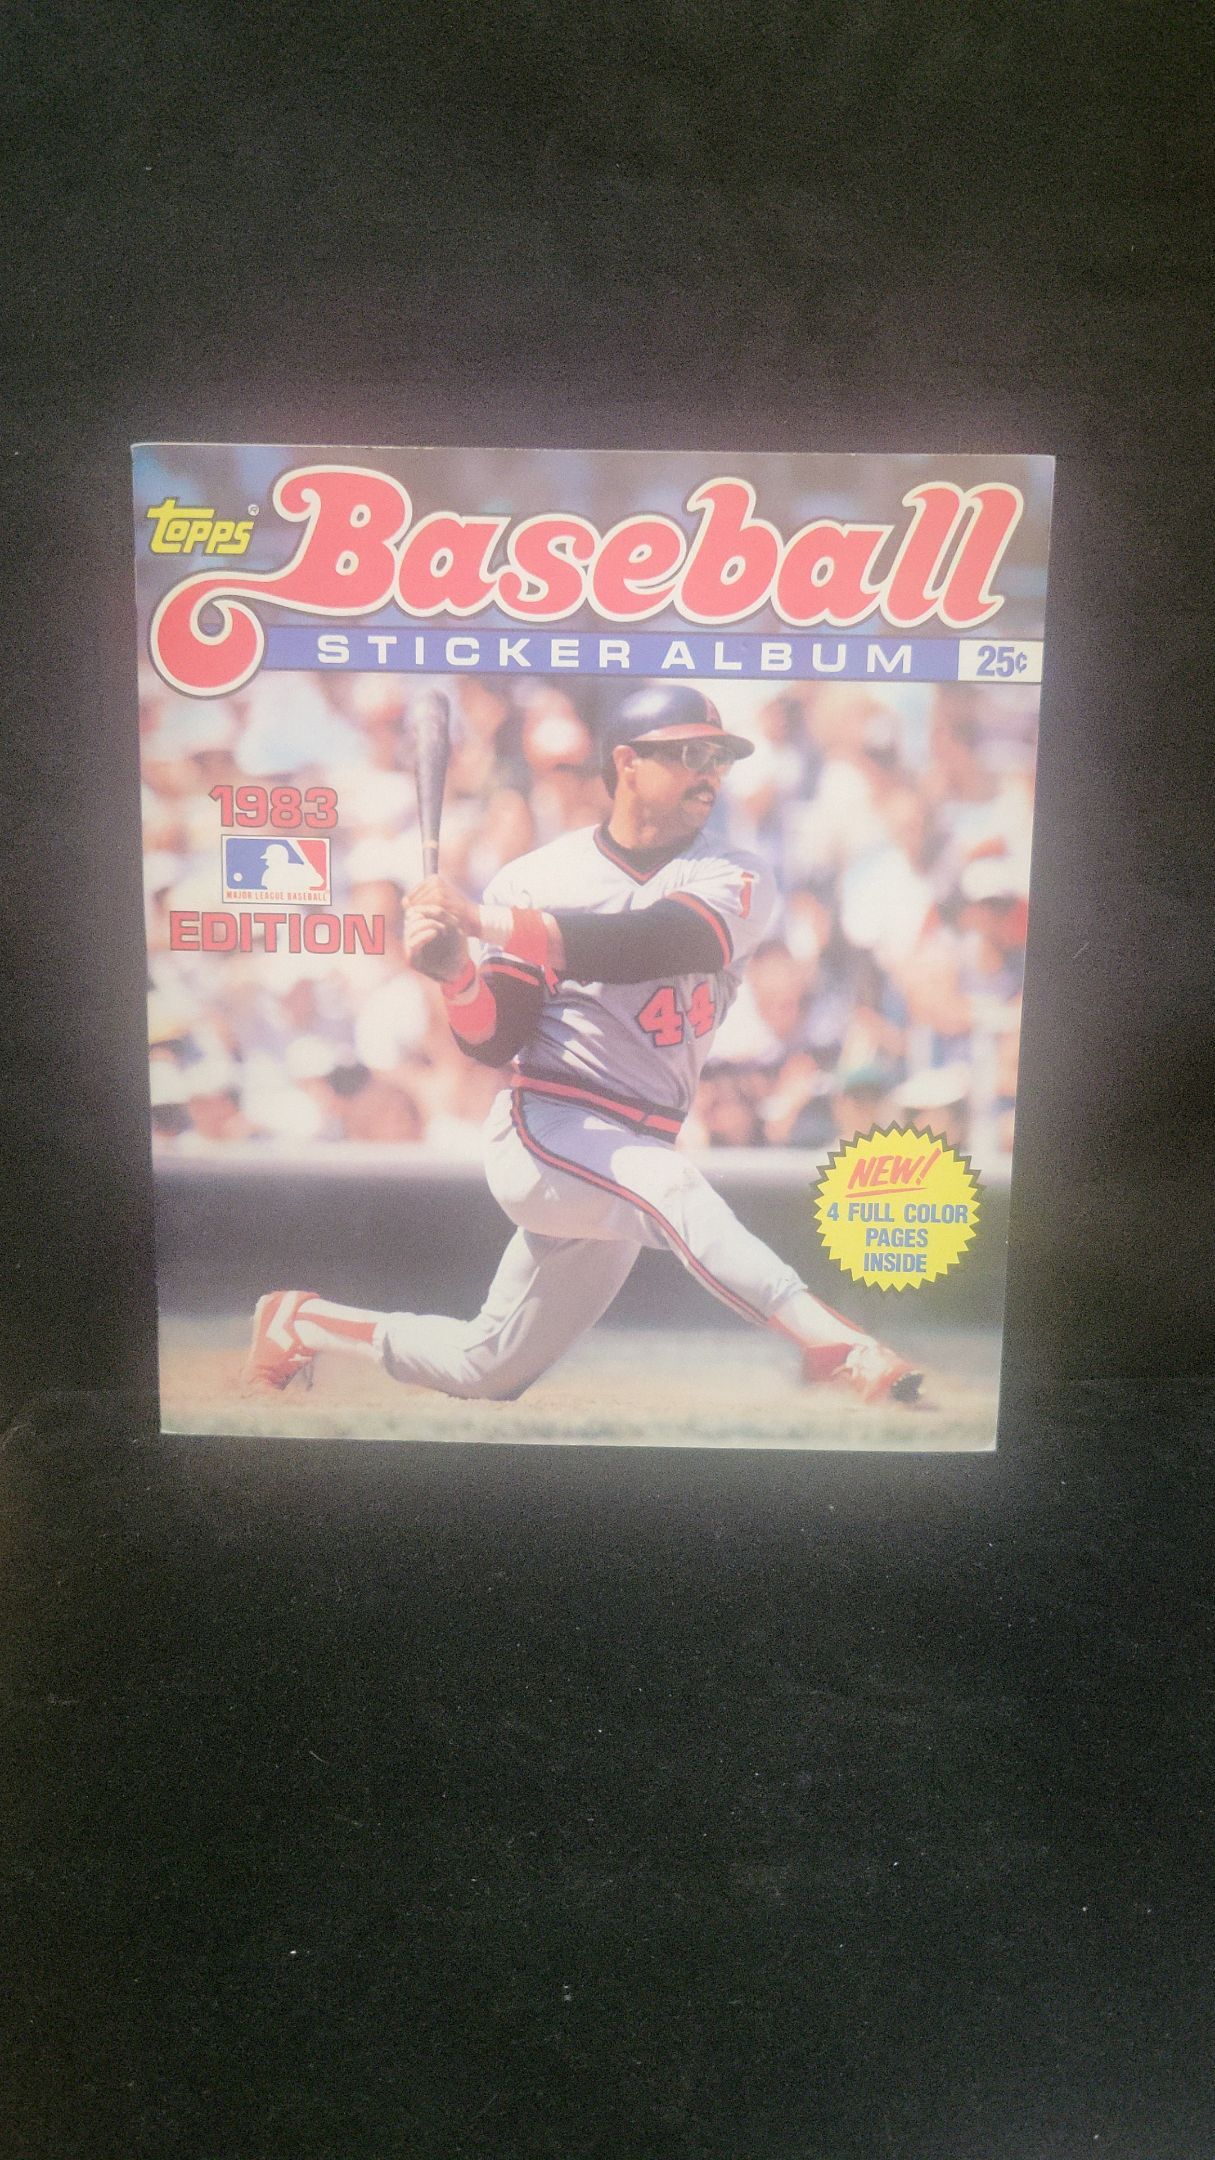 topps®
Baseball
STICKER ALBUM
25¢
1983
MAJOR LEAGUE BASEBALL
EDITION
44
NEW!
4 FULL COLOR
PAGES
INSIDE